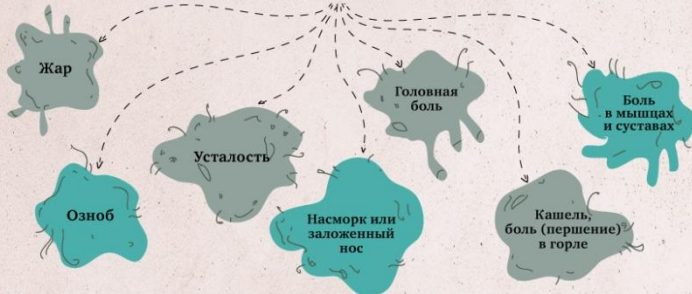 Жар
Головная
боль
Боль
в мышцах
и суставах
Усталость
Озноб
Насморк или
заложенный
нос
Кашель,
боль (першение)
в горле